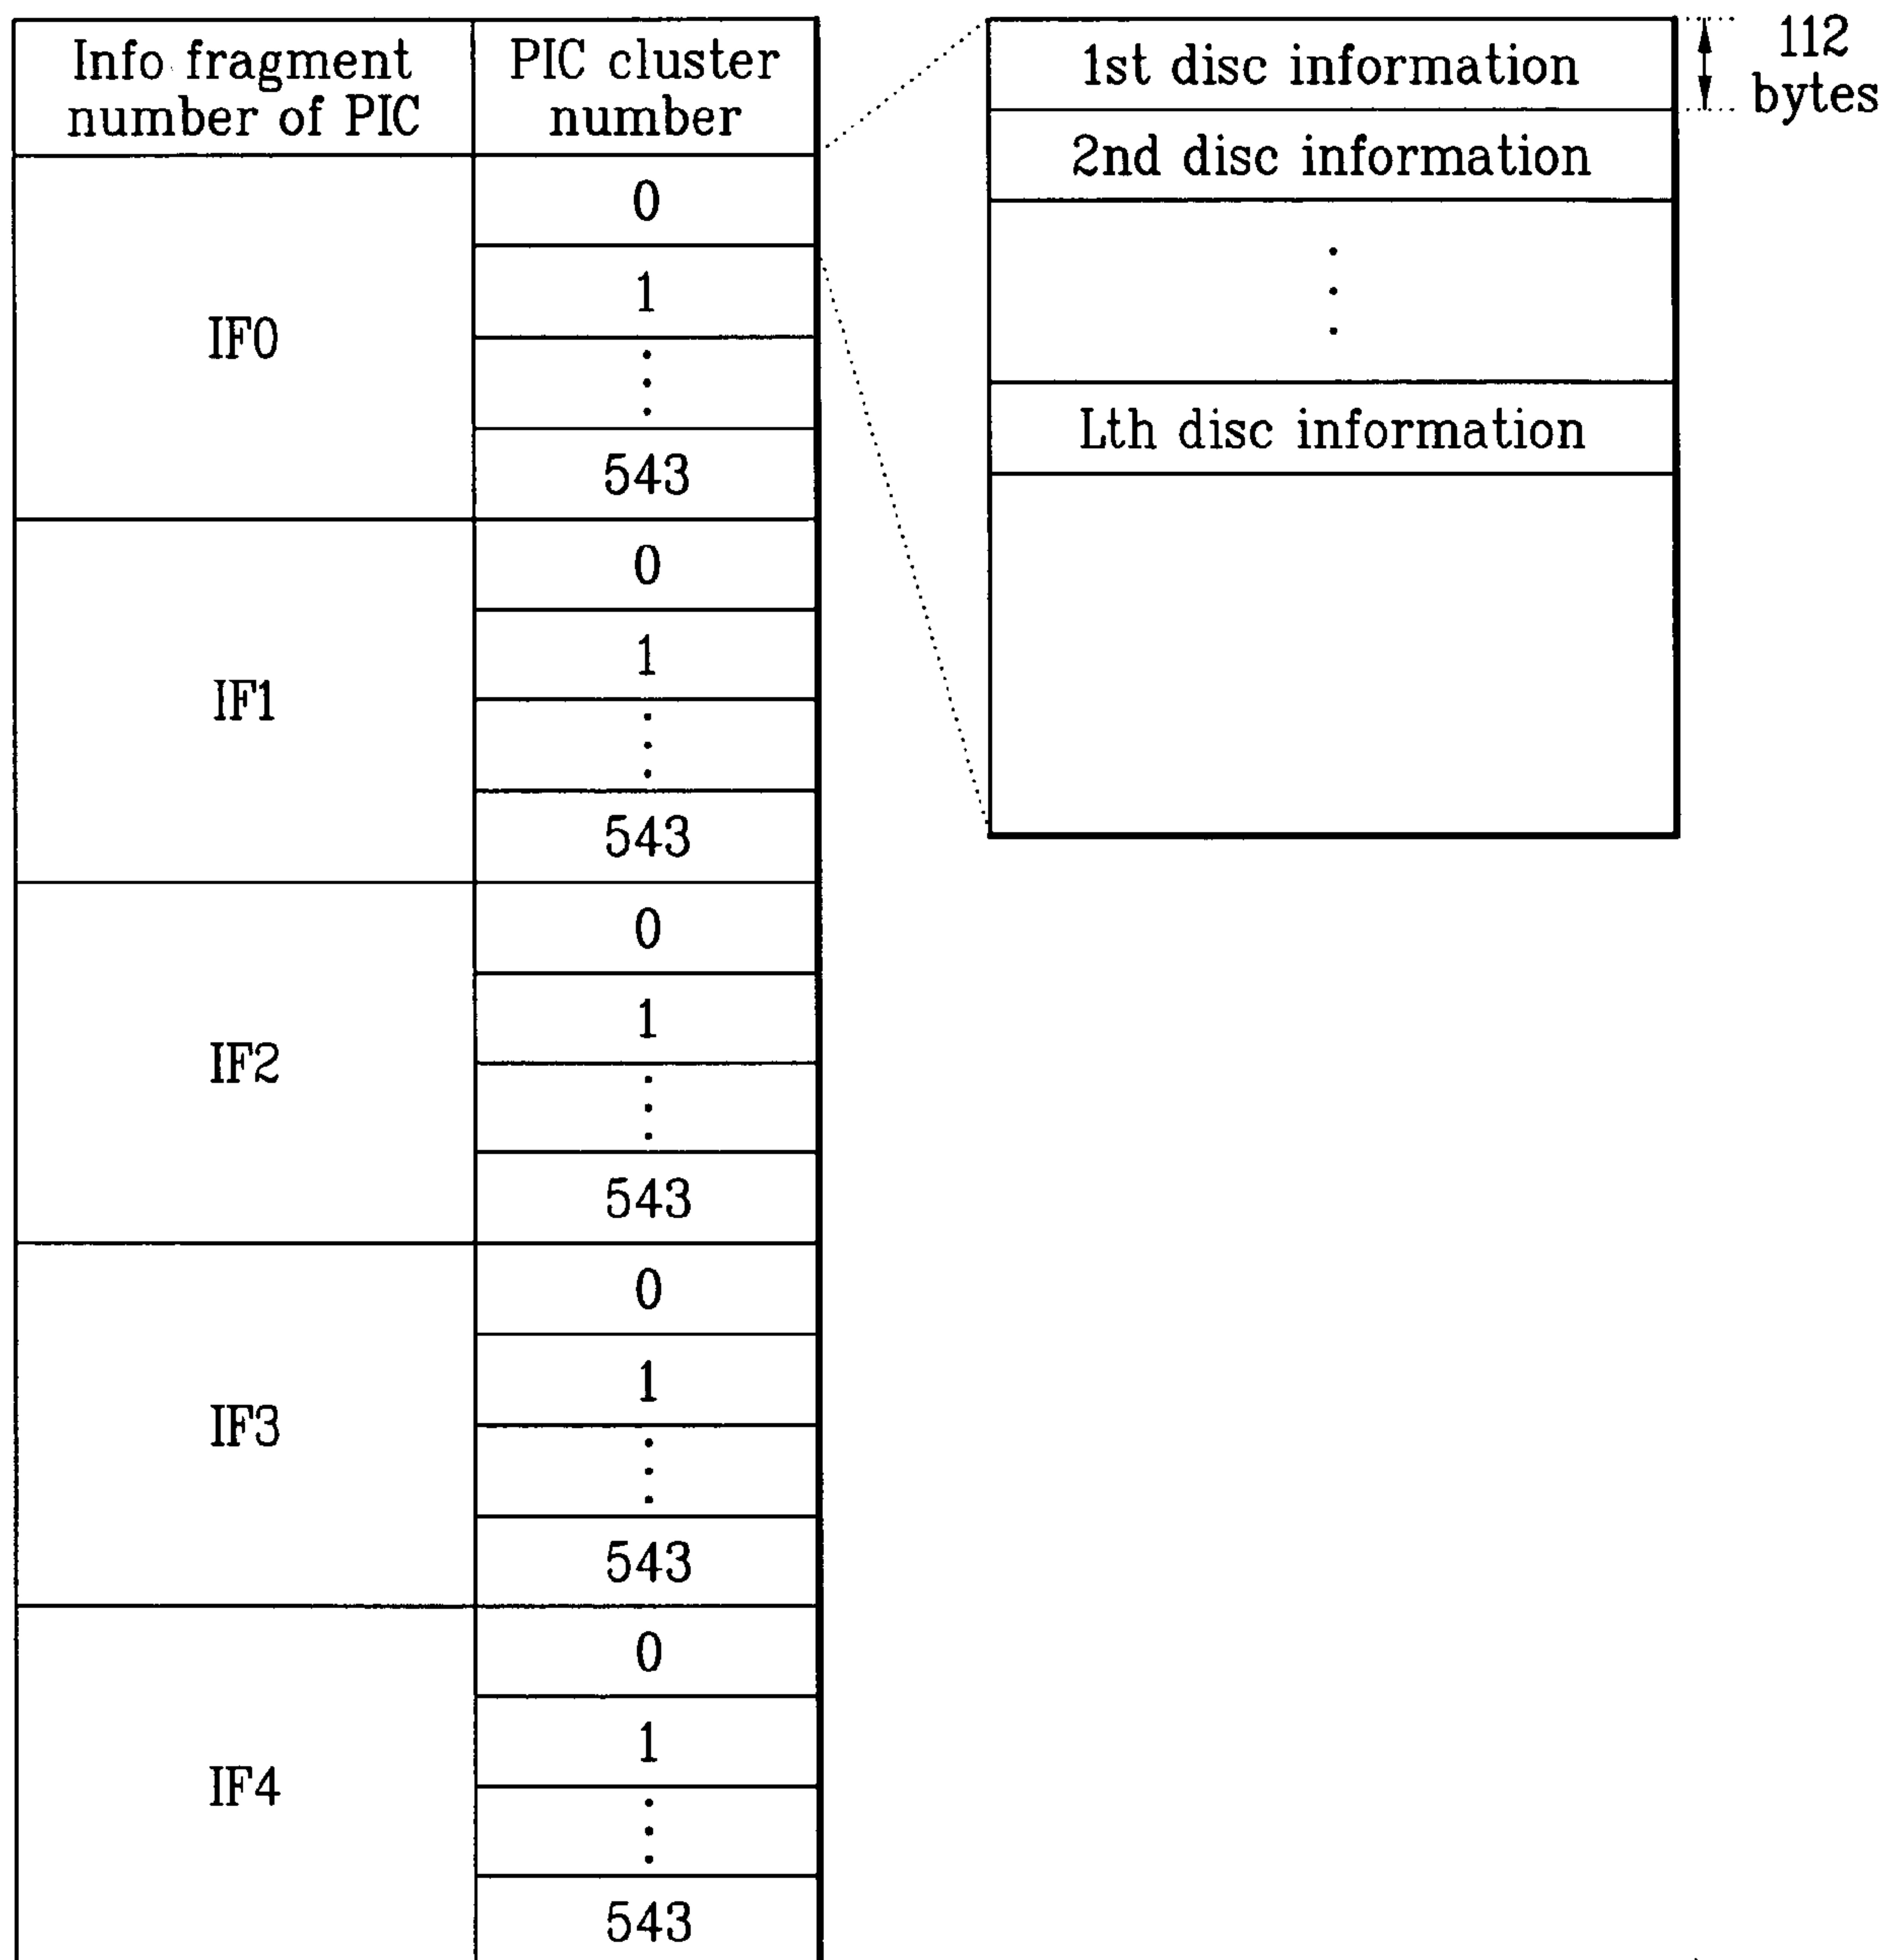 Info fragment
number of PIC
PIC cluster
number
IF0
0
1
543
IF1
0
1
543
IF2
0
1
543
IF3
0
1
543
IF4
0
1
543
1st disc information
2nd disc information
Lth disc information
112
bytes